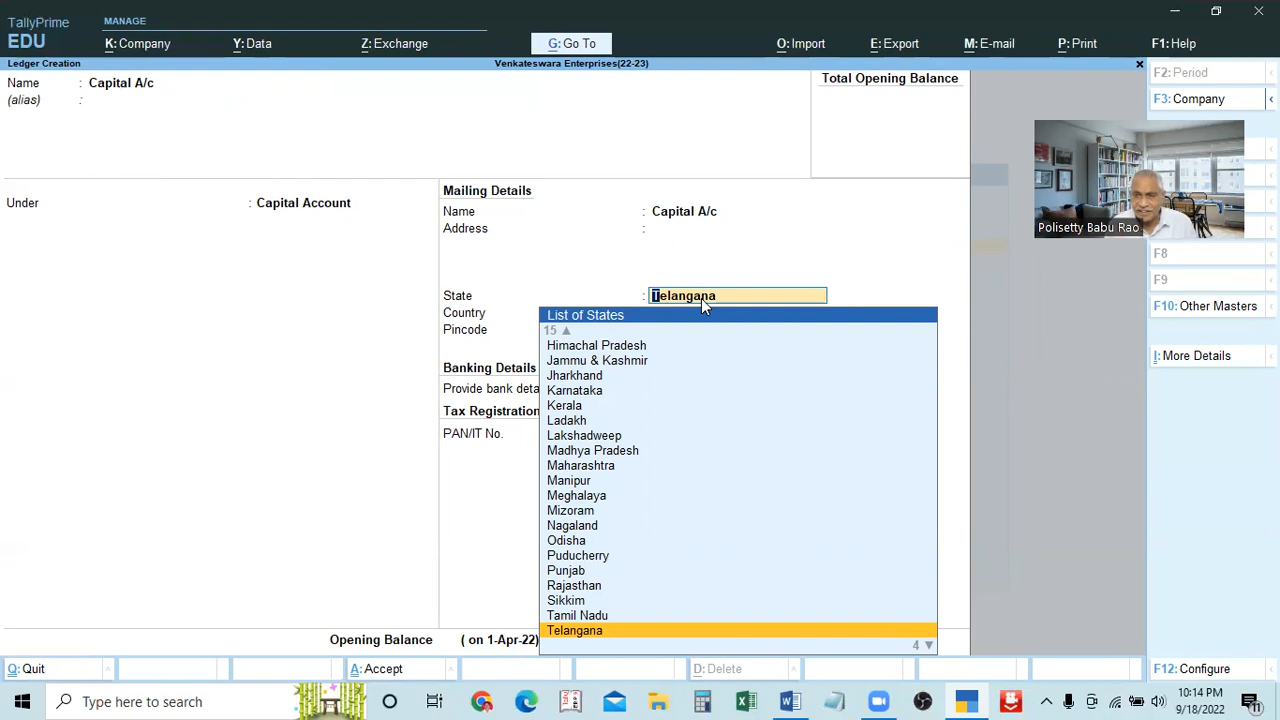 TallyPrime
EDU
MANAGE
K: Company
Y: Data
Z: Exchange
G: Go To
O: Import
E: Export
M: E-mail
P: Print
F1: Help
Ledger Creation
Venkateswara Enterprises(22-23)
×
Name : Capital A/c
(alias) :
Total Opening Balance
Under : Capital Account
Mailing Details
Name : Capital A/c
Address :
State : Telangana
Country
Pincode
Banking Details
Provide bank deta
Tax Registration
PAN/IT No.
List of States
15 ▲
Himachal Pradesh
Jammu & Kashmir
Jharkhand
Karnataka
Kerala
Ladakh
Lakshadweep
Madhya Pradesh
Maharashtra
Manipur
Meghalaya
Mizoram
Nagaland
Odisha
Puducherry
Punjab
Rajasthan
Sikkim
Tamil Nadu
Telangana
4 ▼
Opening Balance ( on 1-Apr-22)
F2: Period
F3: Company
Polisetty Babu Rao
F8
F9
F10: Other Masters
I: More Details
Q: Quit
A: Accept
D: Delete
F12: Configure
Type here to search
10:14 PM
9/18/2022
11